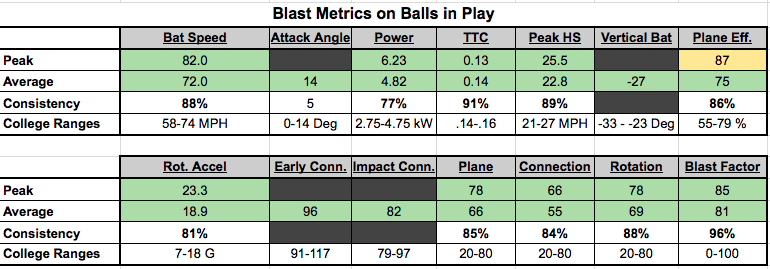 Blast Metrics on Balls in Play
Bat Speed Attack Angle Power TTC Peak HS Vertical Bat Plane Eff.
Peak 82.0 6.23 0.13 25.5 87
Average 72.0 14 4.82 0.14 22.8 -27 75
Consistency 88% 5 77% 91% 89% 86%
College Ranges 58-74 MPH 0-14 Deg 2.75-4.75 kW .14-.16 21-27 MPH -33 - -23 Deg 55-79 %
Rot. Accel Early Conn. Impact Conn. Plane Connection Rotation Blast Factor
Peak 23.3 78 66 78 85
Average 18.9 96 82 66 55 69 81
Consistency 81% 85% 84% 88% 96%
College Ranges 7-18 G 91-117 79-97 20-80 20-80 20-80 0-100